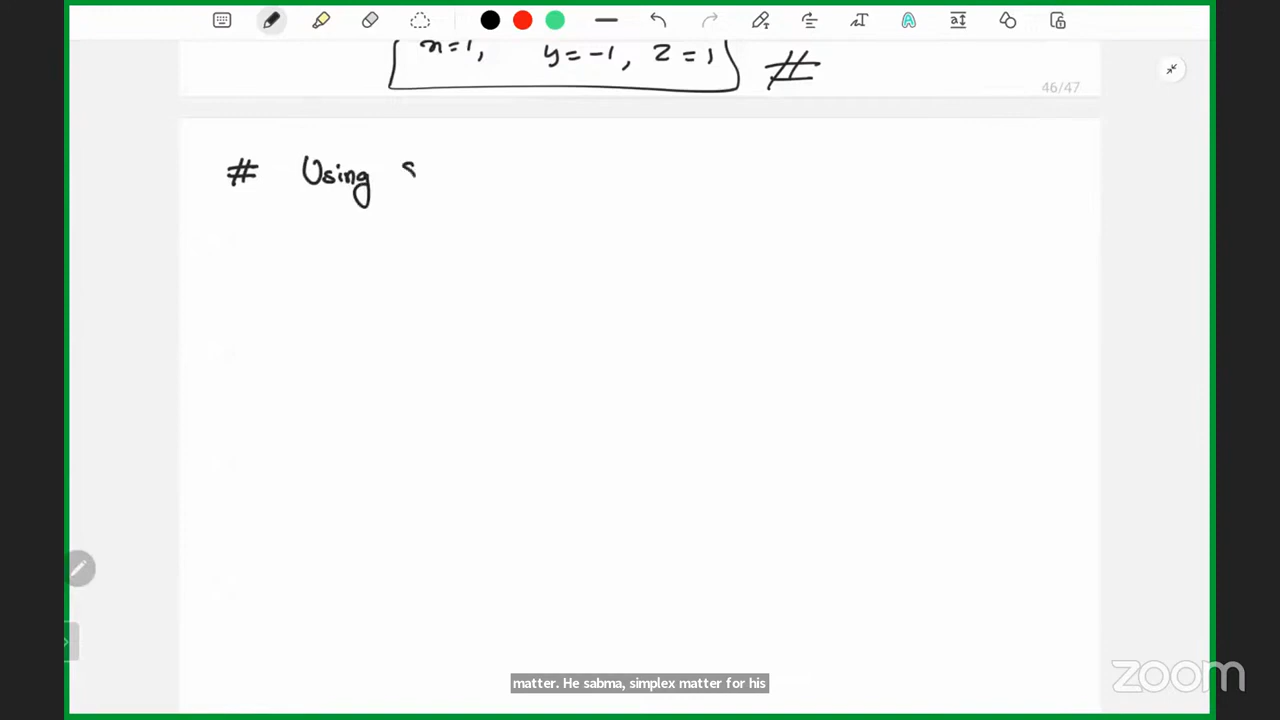 x=1, y=-1, z=1 #
46/47
# Using S
matter. He sabma, simplex matter for his
zoom